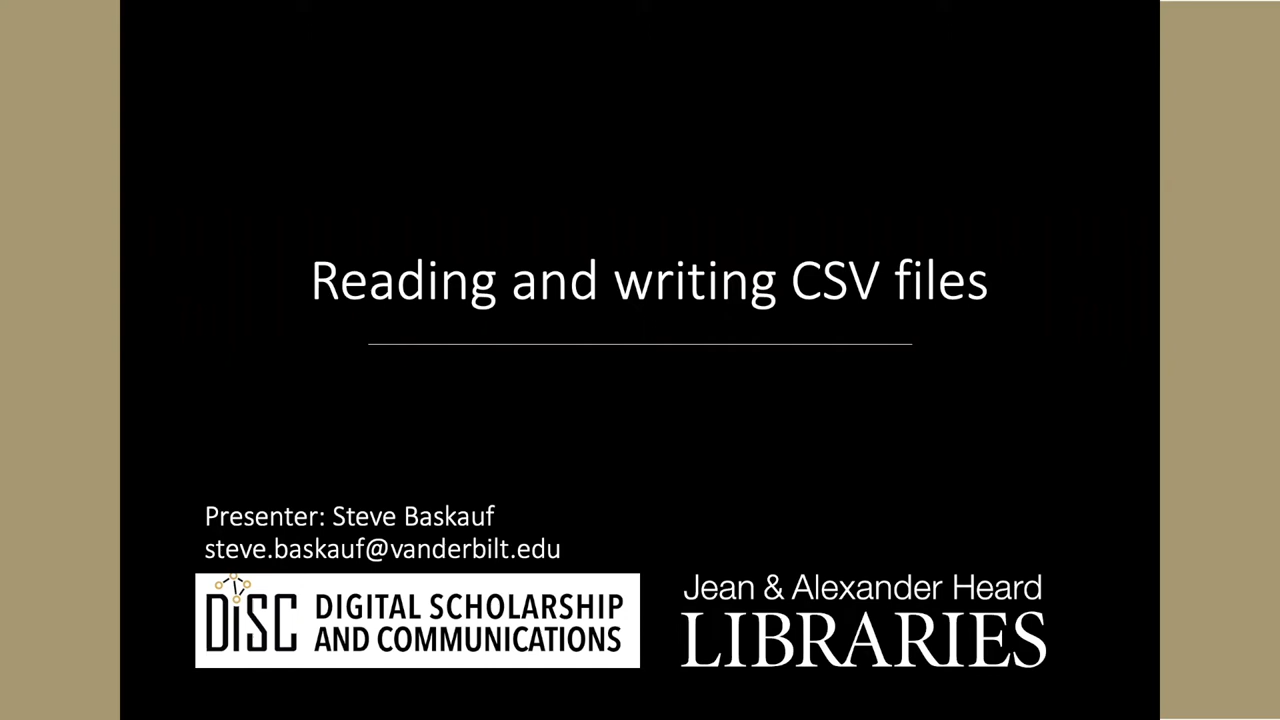 Reading and writing CSV files
Presenter: Steve Baskauf
steve.baskauf@vanderbilt.edu
DiSC DIGITAL SCHOLARSHIP
AND COMMUNICATIONS
Jean & Alexander Heard
LIBRARIES